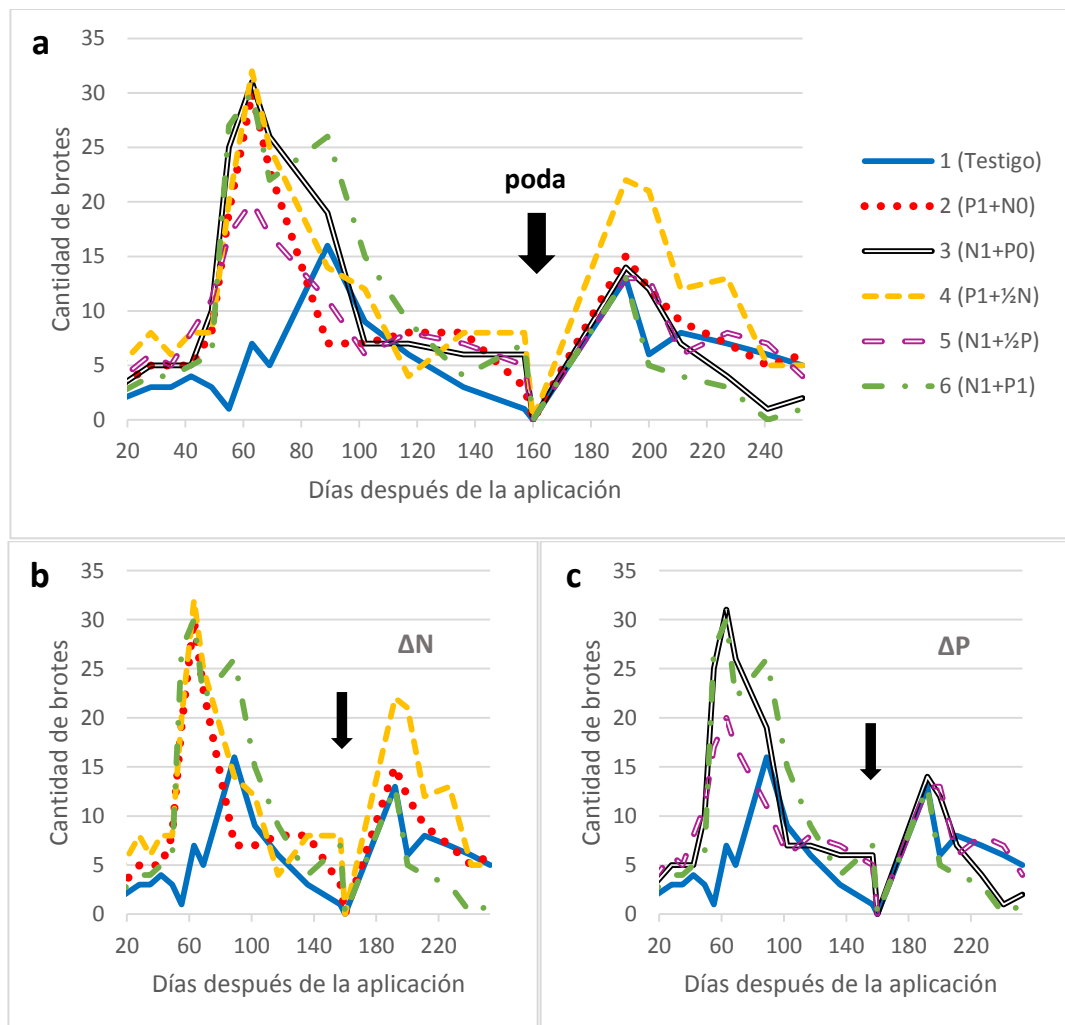 a
35
30
25
20
15
10
5
0
Cantidad de brotes
poda
20 40 60 80 100 120 140 160 180 200 220 240
Días después de la aplicación
1 (Testigo)
2 (P1+N0)
3 (N1+P0)
4 (P1+½N)
5 (N1+½P)
6 (N1+P1)
b
35
30
25
20
15
10
5
0
Cantidad de brotes
ΔN
20 60 100 140 180 220
Días después de la aplicación
c
35
30
25
20
15
10
5
0
Cantidad de brotes
ΔP
20 60 100 140 180 220
Días después de la aplicación